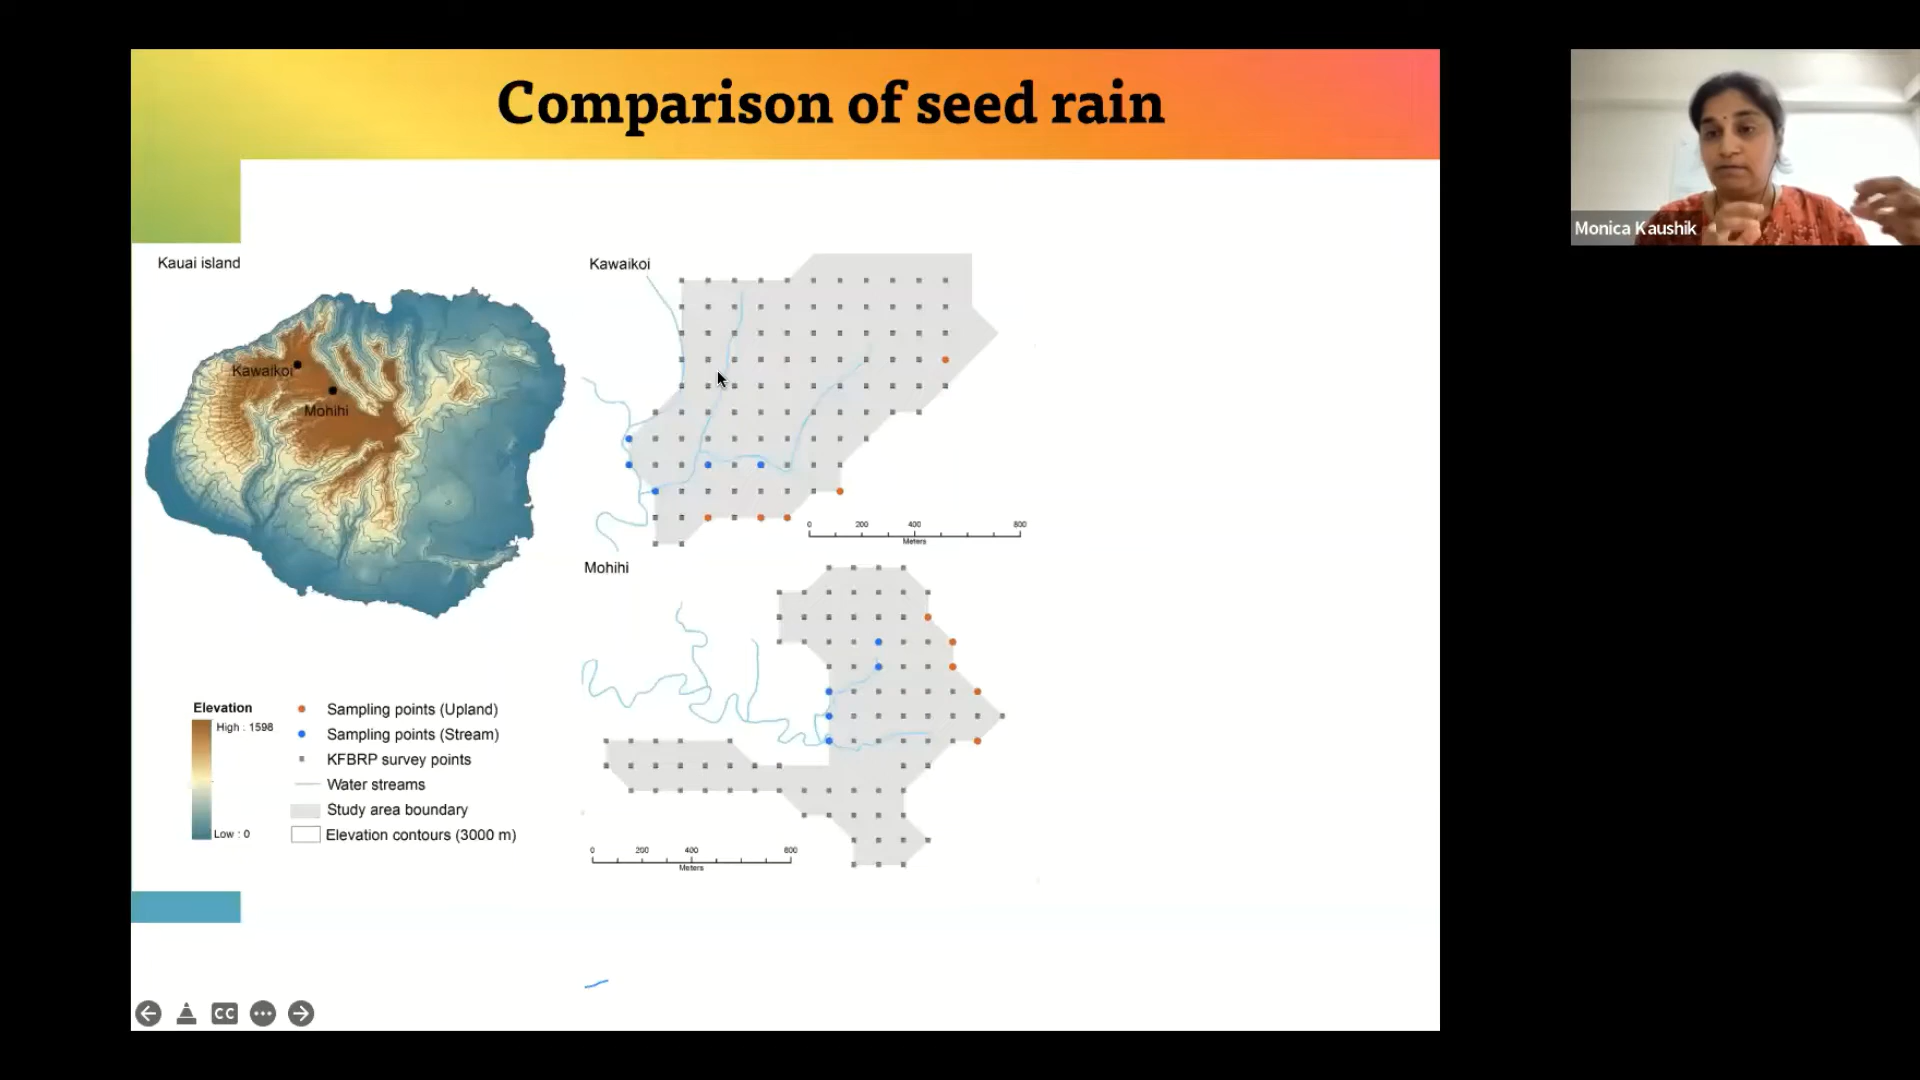 Comparison of seed rain
Monica Kaushik
Kauai island
Kawaikoi
Mohihi
Kawaikoi
0 200 400 800
Meters
Mohihi
0 200 400 800
Meters
Elevation
High : 1598
Low : 0
Sampling points (Upland)
Sampling points (Stream)
KFBRP survey points
Water streams
Study area boundary
Elevation contours (3000 m)
CC